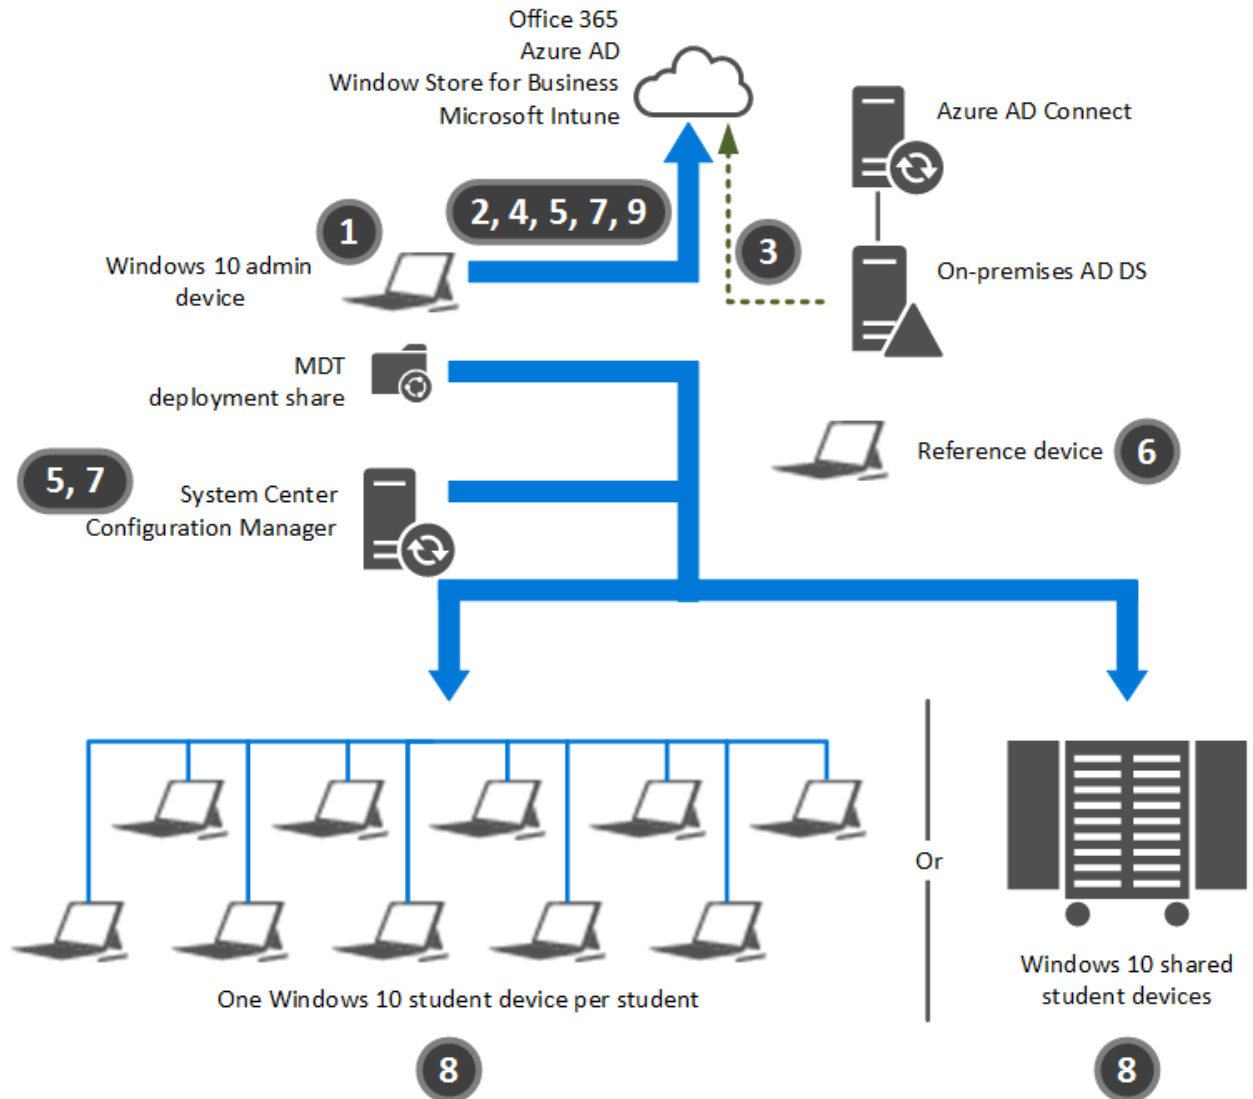 Office 365
Azure AD
Window Store for Business
Microsoft Intune
Azure AD Connect
2, 4, 5, 7, 9
1
3
Windows 10 admin
device
On-premises AD DS
MDT
deployment share
Reference device
6
5, 7
System Center
Configuration Manager
Or
One Windows 10 student device per student
Windows 10 shared
student devices
8
8